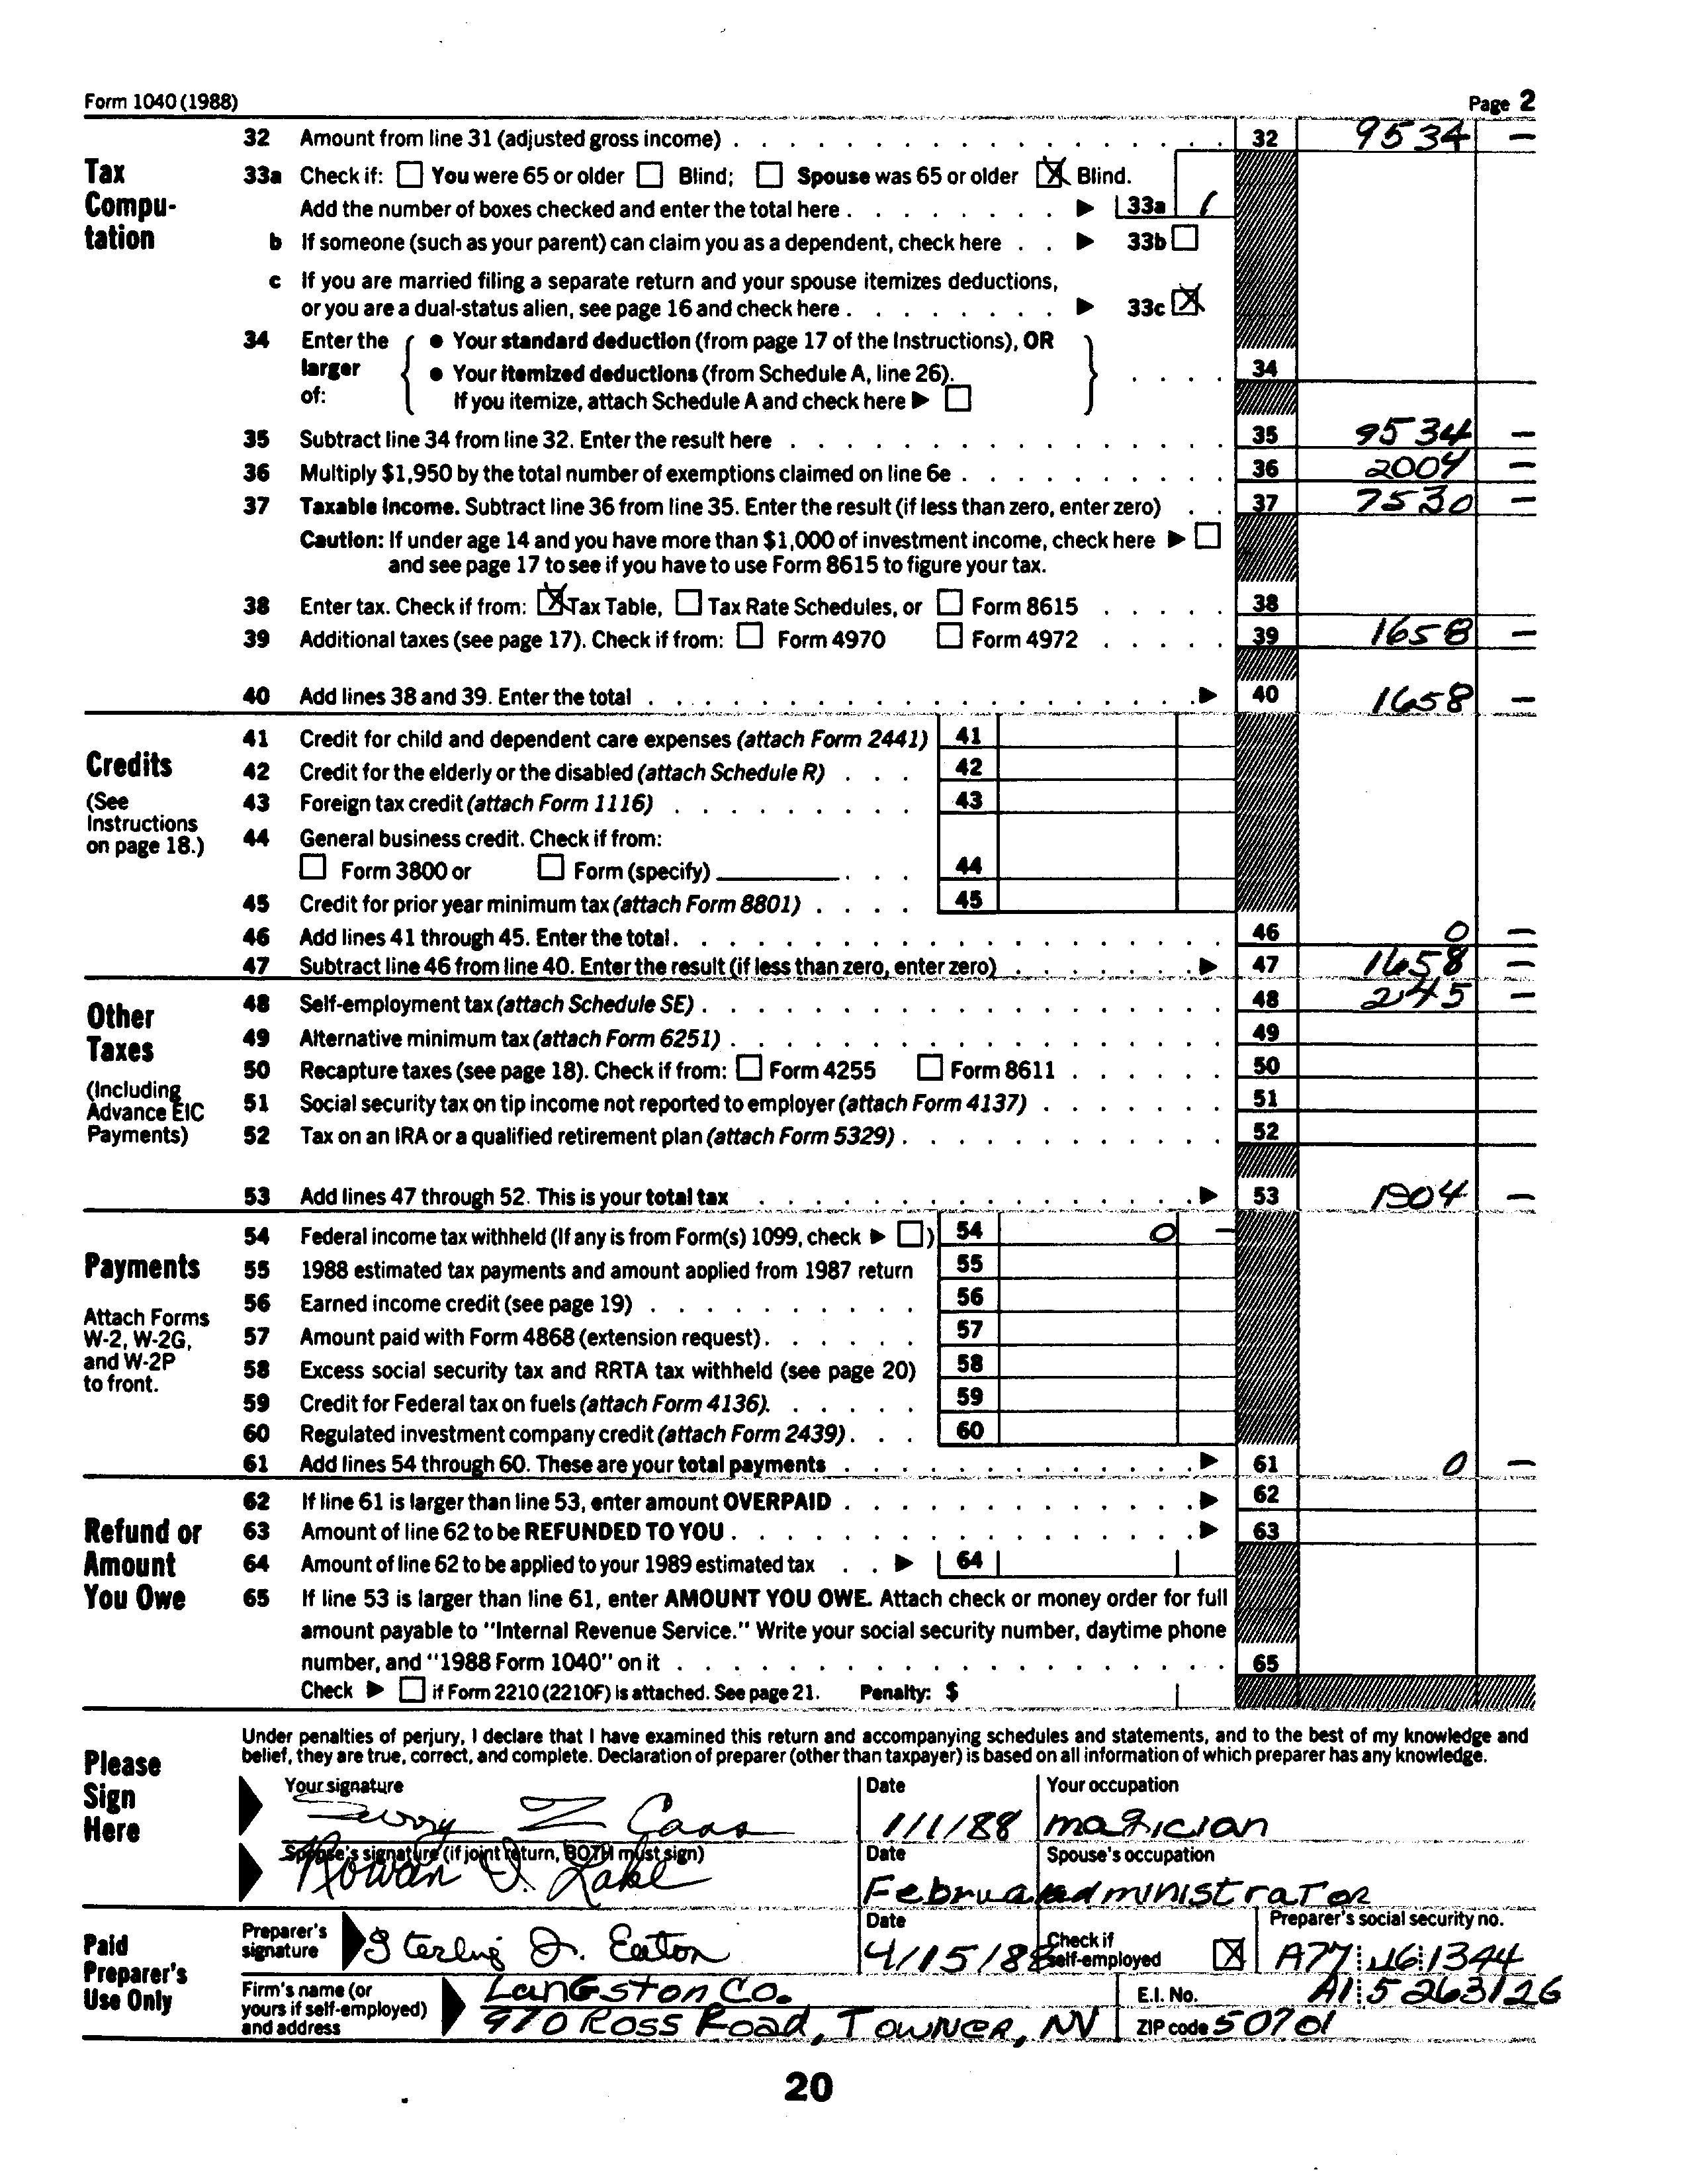 Form 1040 (1988) Page 2
32 Amount from line 31 (adjusted gross income) 32 9534 —
Tax Compu-tation
33a Check if: You were 65 or older Blind; Spouse was 65 or older X Blind.
Add the number of boxes checked and enter the total here 33a 1
b If someone (such as your parent) can claim you as a dependent, check here 33b
c If you are married filing a separate return and your spouse itemizes deductions,
or you are a dual-status alien, see page 16 and check here 33c X
34 Enter the larger of:
• Your standard deduction (from page 17 of the Instructions), OR
• Your itemized deductions (from Schedule A, line 26).
If you itemize, attach Schedule A and check here 34
35 Subtract line 34 from line 32. Enter the result here 35 9534 —
36 Multiply $1,950 by the total number of exemptions claimed on line 6e 36 2004 —
37 Taxable income. Subtract line 36 from line 35. Enter the result (if less than zero, enter zero) 37 7530 —
Caution: If under age 14 and you have more than $1,000 of investment income, check here
and see page 17 to see if you have to use Form 8615 to figure your tax.
38 Enter tax. Check if from: X Tax Table, Tax Rate Schedules, or Form 8615 38
39 Additional taxes (see page 17). Check if from: Form 4970 Form 4972 39 1658 —
40 Add lines 38 and 39. Enter the total 40 1658 —
Credits
(See
Instructions
on page 18.)
41 Credit for child and dependent care expenses (attach Form 2441) 41
42 Credit for the elderly or the disabled (attach Schedule R) 42
43 Foreign tax credit (attach Form 1116) 43
44 General business credit. Check if from:
Form 3800 or Form (specify) 44
45 Credit for prior year minimum tax (attach Form 8801) 45
46 Add lines 41 through 45. Enter the total 46 0 —
47 Subtract line 46 from line 40. Enter the result (if less than zero, enter zero) 47 1658 —
Other
Taxes
(Including
Advance EIC
Payments)
48 Self-employment tax (attach Schedule SE) 48 245 —
49 Alternative minimum tax (attach Form 6251) 49
50 Recapture taxes (see page 18). Check if from: Form 4255 Form 8611 50
51 Social security tax on tip income not reported to employer (attach Form 4137) 51
52 Tax on an IRA or a qualified retirement plan (attach Form 5329) 52
53 Add lines 47 through 52. This is your total tax 53 1904 —
Payments
Attach Forms
W-2, W-2G,
and W-2P
to front.
54 Federal income tax withheld (If any is from Form(s) 1099, check ) 54 0 —
55 1988 estimated tax payments and amount applied from 1987 return 55
56 Earned income credit (see page 19) 56
57 Amount paid with Form 4868 (extension request) 57
58 Excess social security tax and RRTA tax withheld (see page 20) 58
59 Credit for Federal tax on fuels (attach Form 4136) 59
60 Regulated investment company credit (attach Form 2439) 60
61 Add lines 54 through 60. These are your total payments 61 0 —
Refund or
Amount
You Owe
62 If line 61 is larger than line 53, enter amount OVERPAID 62
63 Amount of line 62 to be REFUNDED TO YOU 63
64 Amount of line 62 to be applied to your 1989 estimated tax 64
65 If line 53 is larger than line 61, enter AMOUNT YOU OWE. Attach check or money order for full
amount payable to "Internal Revenue Service." Write your social security number, daytime phone
number, and "1988 Form 1040" on it 65
Check if Form 2210 (2210F) is attached. See page 21. Penalty: $
Please
Sign
Here
Under penalties of perjury, I declare that I have examined this return and accompanying schedules and statements, and to the best of my knowledge and
belief, they are true, correct, and complete. Declaration of preparer (other than taxpayer) is based on all information of which preparer has any knowledge.
Your signature Date Your occupation
Z Cass 1/1/88 magician
Spouse's signature (if joint return, BOTH must sign) Date Spouse's occupation
Rowan Lake administrator
Paid
Preparer's
Use Only
Preparer's signature Date Check if self-employed Preparer's social security no.
J. Eaton 4/15/88 X A77 16 1344
Firm's name (or
yours if self-employed)
and address
Langston Co. E.I. No. A1 5263126
970 Ross Road, Towner, NV ZIP code 50701
20